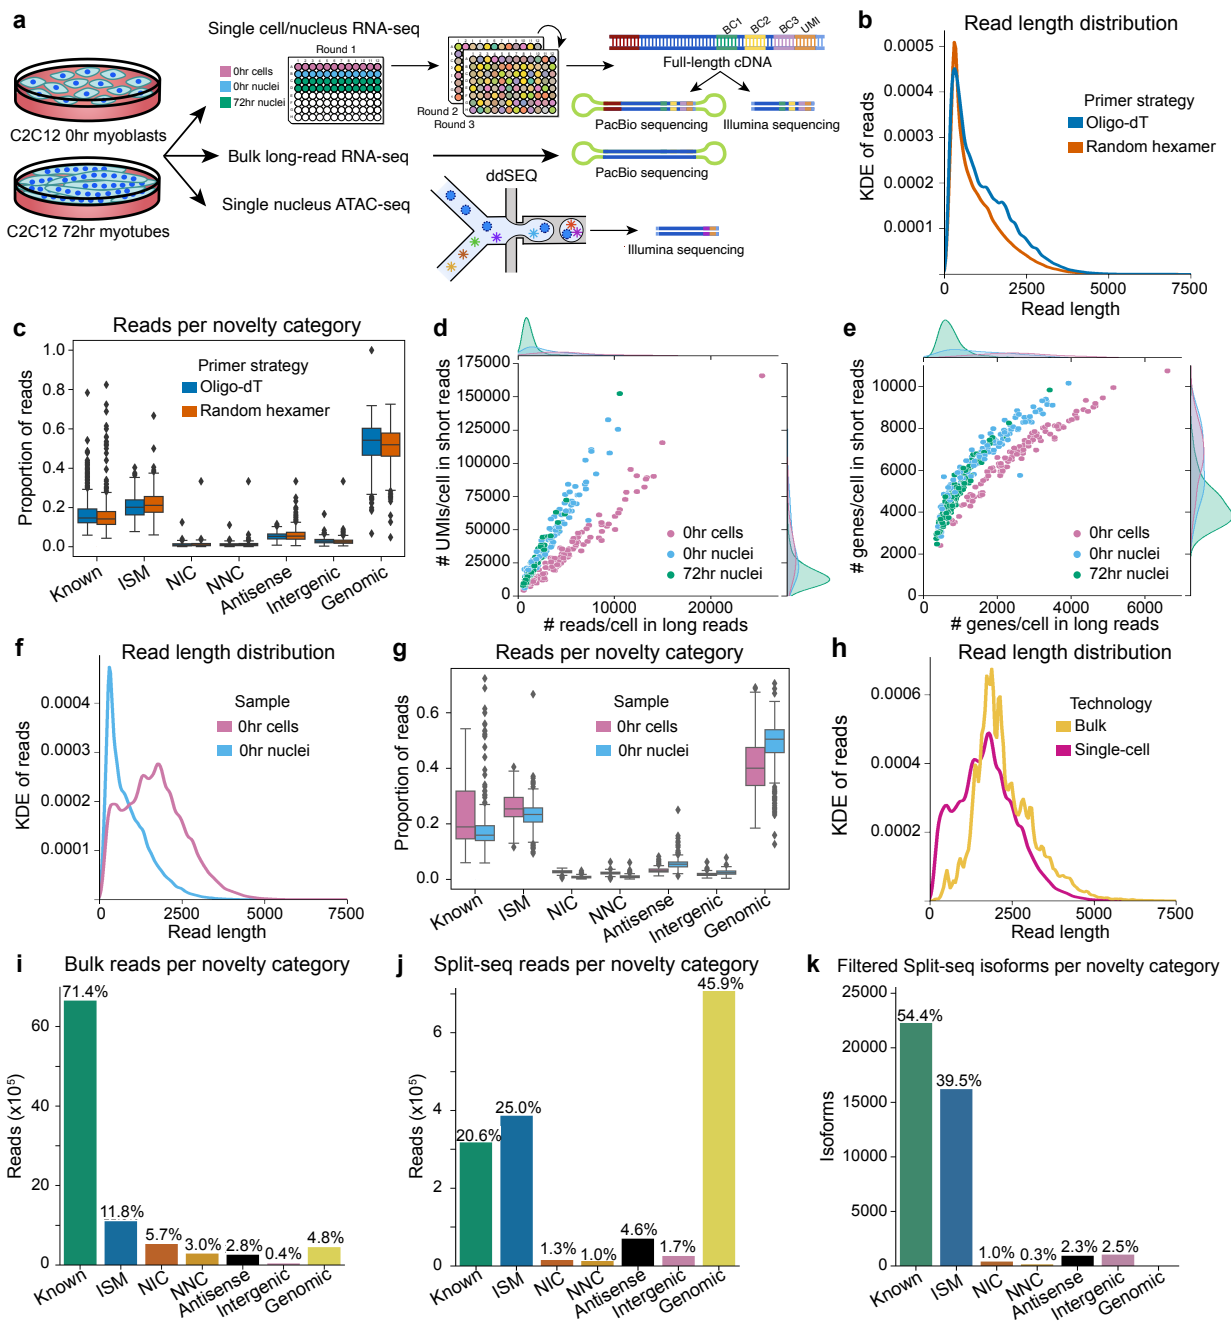 a
Single cell/nucleus RNA-seq
Round 1
0hr cells
0hr nuclei
72hr nuclei
Round 2
Round 3
BC1
BC2
BC3
UMI
Full-length cDNA
PacBio sequencing
Illumina sequencing
C2C12 0hr myoblasts
Bulk long-read RNA-seq
PacBio sequencing
ddSEQ
Single nucleus ATAC-seq
C2C12 72hr myotubes
Illumina sequencing
b
Read length distribution
KDE of reads
0.0005
0.0004
0.0003
0.0002
0.0001
Primer strategy
Oligo-dT
Random hexamer
0
2500
5000
7500
Read length
c
Reads per novelty category
Proportion of reads
1.0
0.8
0.6
0.4
0.2
0.0
Primer strategy
Oligo-dT
Random hexamer
Known
ISM
NIC
NNC
Antisense
Intergenic
Genomic
d
# UMIs/cell in short reads
175000
150000
125000
100000
75000
50000
25000
0
0hr cells
0hr nuclei
72hr nuclei
0
10000
20000
# reads/cell in long reads
e
# genes/cell in short reads
10000
8000
6000
4000
2000
0
0hr cells
0hr nuclei
72hr nuclei
0
2000
4000
6000
# genes/cell in long reads
f
Read length distribution
KDE of reads
0.0004
0.0003
0.0002
0.0001
Sample
0hr cells
0hr nuclei
0
2500
5000
7500
Read length
g
Reads per novelty category
Proportion of reads
0.6
0.4
0.2
0.0
Sample
0hr cells
0hr nuclei
Known
ISM
NIC
NNC
Antisense
Intergenic
Genomic
h
Read length distribution
KDE of reads
0.0006
0.0004
0.0002
Technology
Bulk
Single-cell
0
2500
5000
7500
Read length
i
Bulk reads per novelty category
Reads (x10⁵)
60
40
20
0
71.4%
11.8%
5.7%
3.0%
2.8%
0.4%
4.8%
Known
ISM
NIC
NNC
Antisense
Intergenic
Genomic
j
Split-seq reads per novelty category
Reads (x10⁵)
6
4
2
0
20.6%
25.0%
1.3%
1.0%
4.6%
1.7%
45.9%
Known
ISM
NIC
NNC
Antisense
Intergenic
Genomic
k
Filtered Split-seq isoforms per novelty category
Isoforms
25000
20000
15000
10000
5000
0
54.4%
39.5%
1.0%
0.3%
2.3%
2.5%
Known
ISM
NIC
NNC
Antisense
Intergenic
Genomic